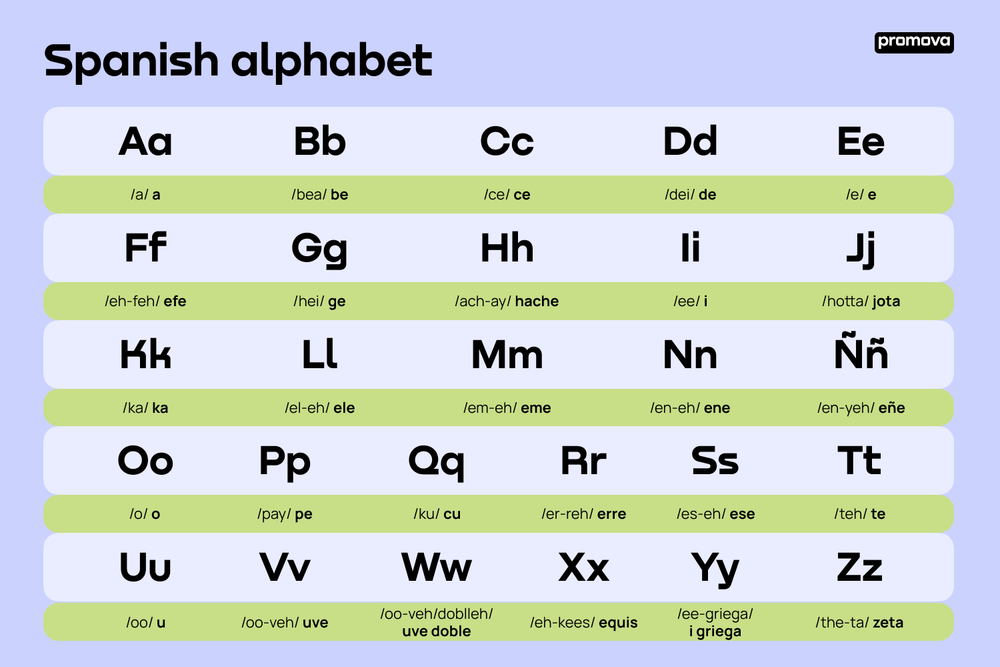 Spanish alphabet
promova
Aa Bb Cc Dd Ee
/a/ a /bea/ be /ce/ ce /dei/ de /e/ e
Ff Gg Hh Ii Jj
/eh-feh/ efe /hei/ ge /ach-ay/ hache /ee/ i /hotta/ jota
Kk Ll Mm Nn Ññ
/ka/ ka /el-eh/ ele /em-eh/ eme /en-eh/ ene /en-yeh/ eñe
Oo Pp Qq Rr Ss Tt
/o/ o /pay/ pe /ku/ cu /er-reh/ erre /es-eh/ ese /teh/ te
Uu Vv Ww Xx Yy Zz
/oo/ u /oo-veh/ uve /oo-veh/doblleh/ uve doble /eh-kees/ equis /ee-griega/ i griega /the-ta/ zeta